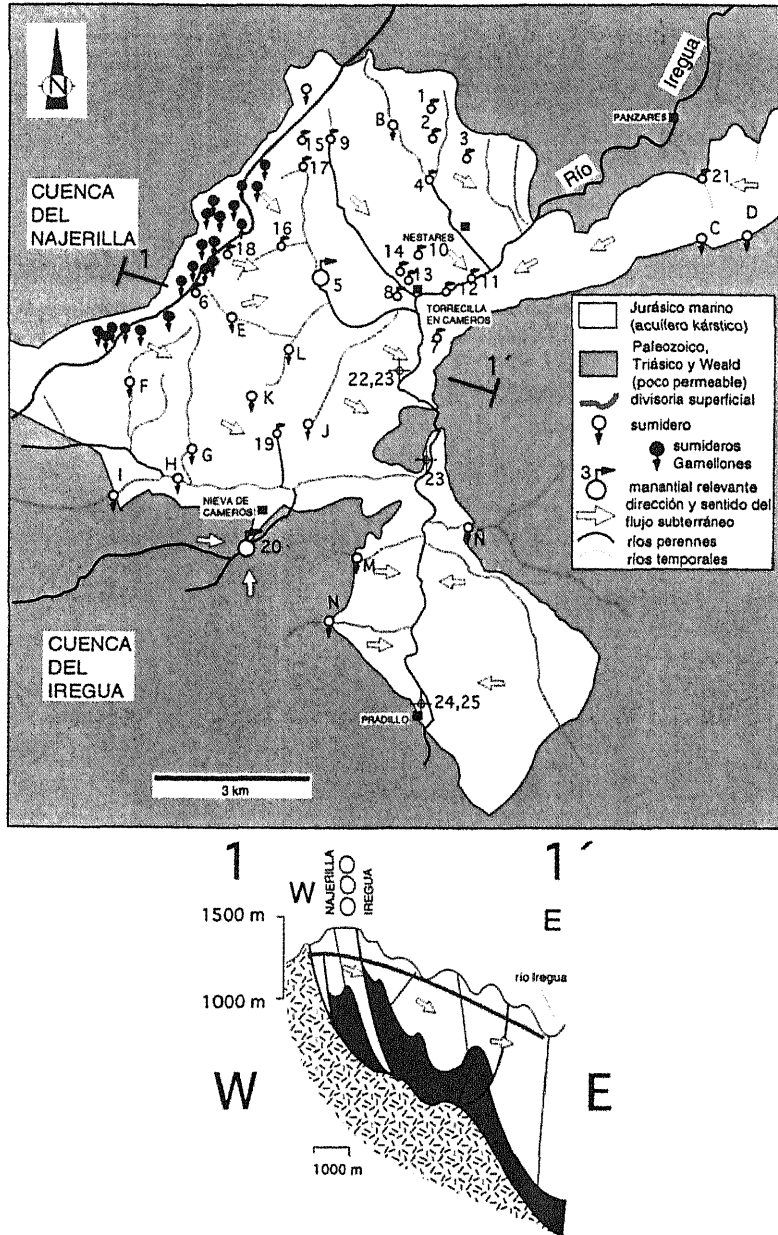 N
Iregua
Río
PANZARES
CUENCA
DEL
NAJERILLA
1
1
2
3
4
B
15
9
17
16
18
6
5
14
10
13
8
12
11
NESTARES
TORRECILLA
EN CAMEROS
21
C
D
1´
E
L
F
K
J
G
H
I
19
22,23
23
NIEVA DE
CAMEROS
20
M
Ñ
N
24,25
PRADILLO
CUENCA
DEL
IREGUA
3 km
Jurásico marino
(acuífero kárstico)
Paleozoico,
Triásico y Weald
(poco permeable)
divisoria superficial
sumidero
sumideros
Gamellones
3
manantial relevante
dirección y sentido del
flujo subterráneo
ríos perennes
ríos temporales
1
1´
W
NAJERILLA
IREGUA
E
1500 m
1000 m
río Iregua
W
E
1000 m